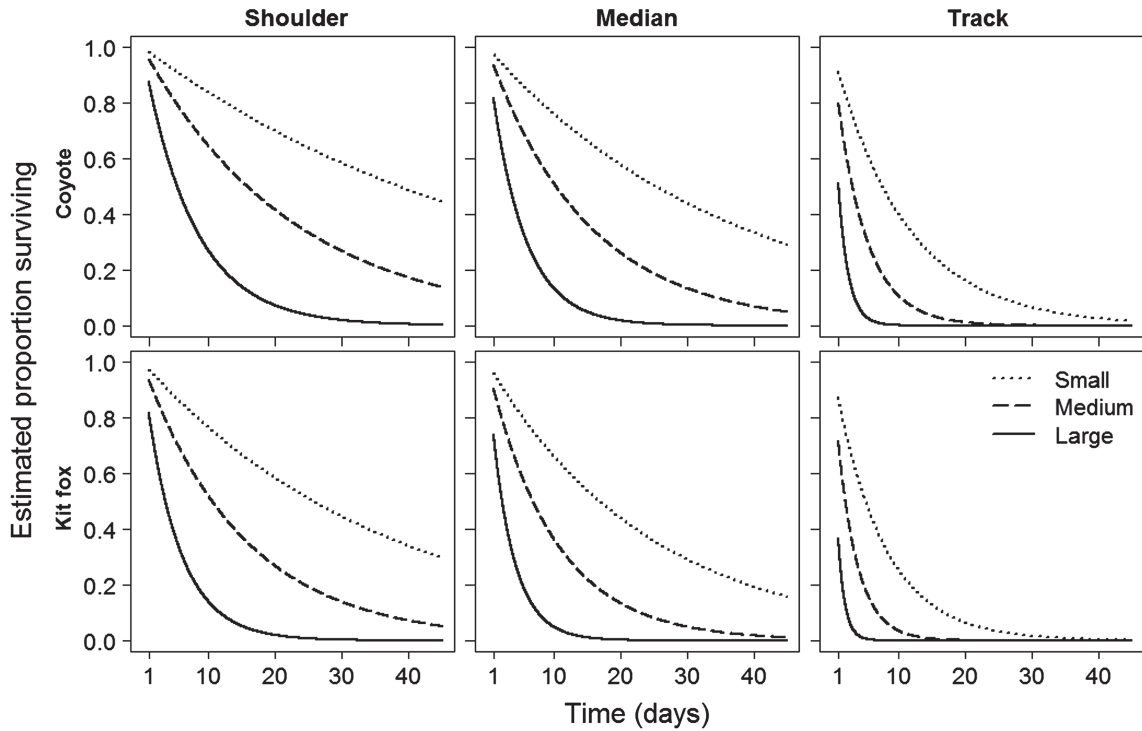 Shoulder Median Track
Estimated proportion surviving
Coyote
1.0
0.8
0.6
0.4
0.2
0.0
Kit fox
1.0
0.8
0.6
0.4
0.2
0.0
Small
Medium
Large
1 10 20 30 40 1 10 20 30 40 1 10 20 30 40
Time (days)